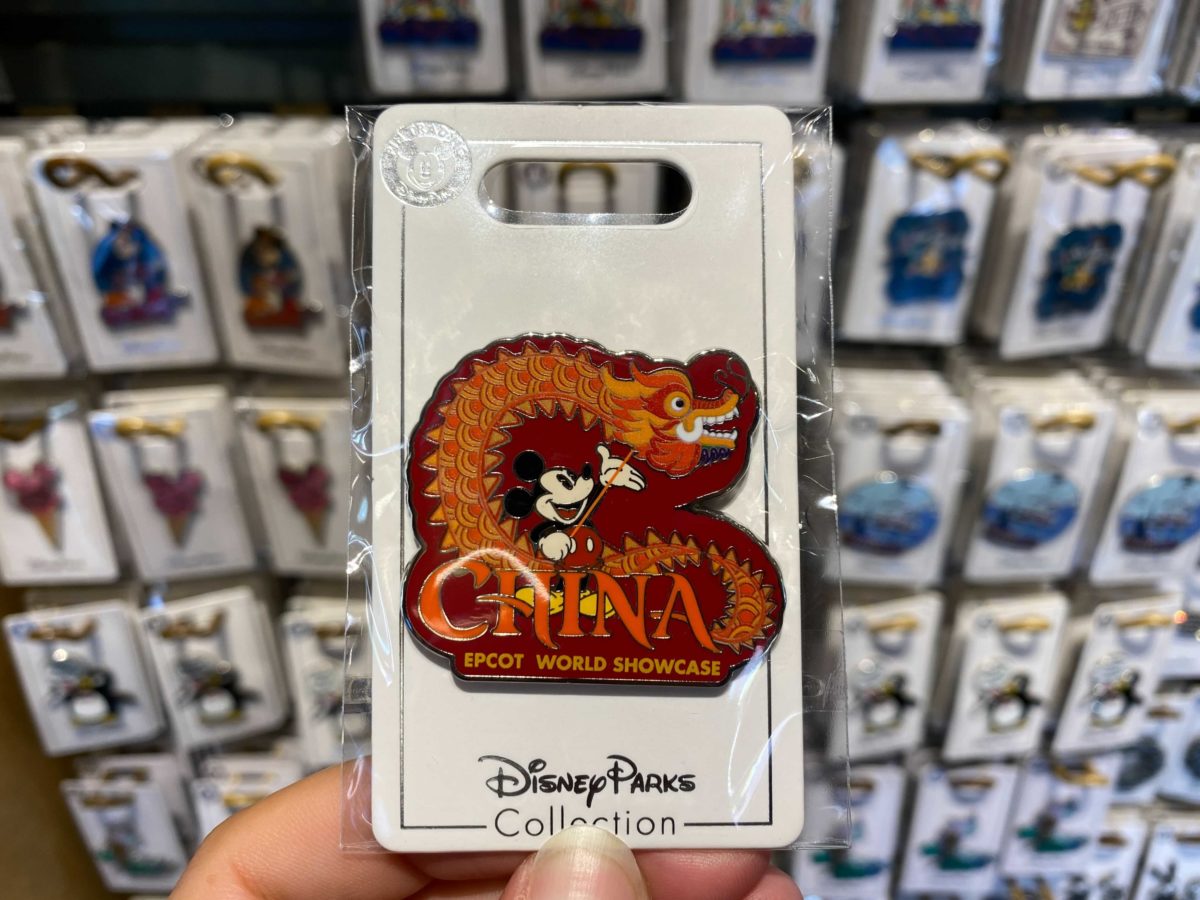 CHINA
EPCOT WORLD SHOWCASE
Disney Parks
Collection